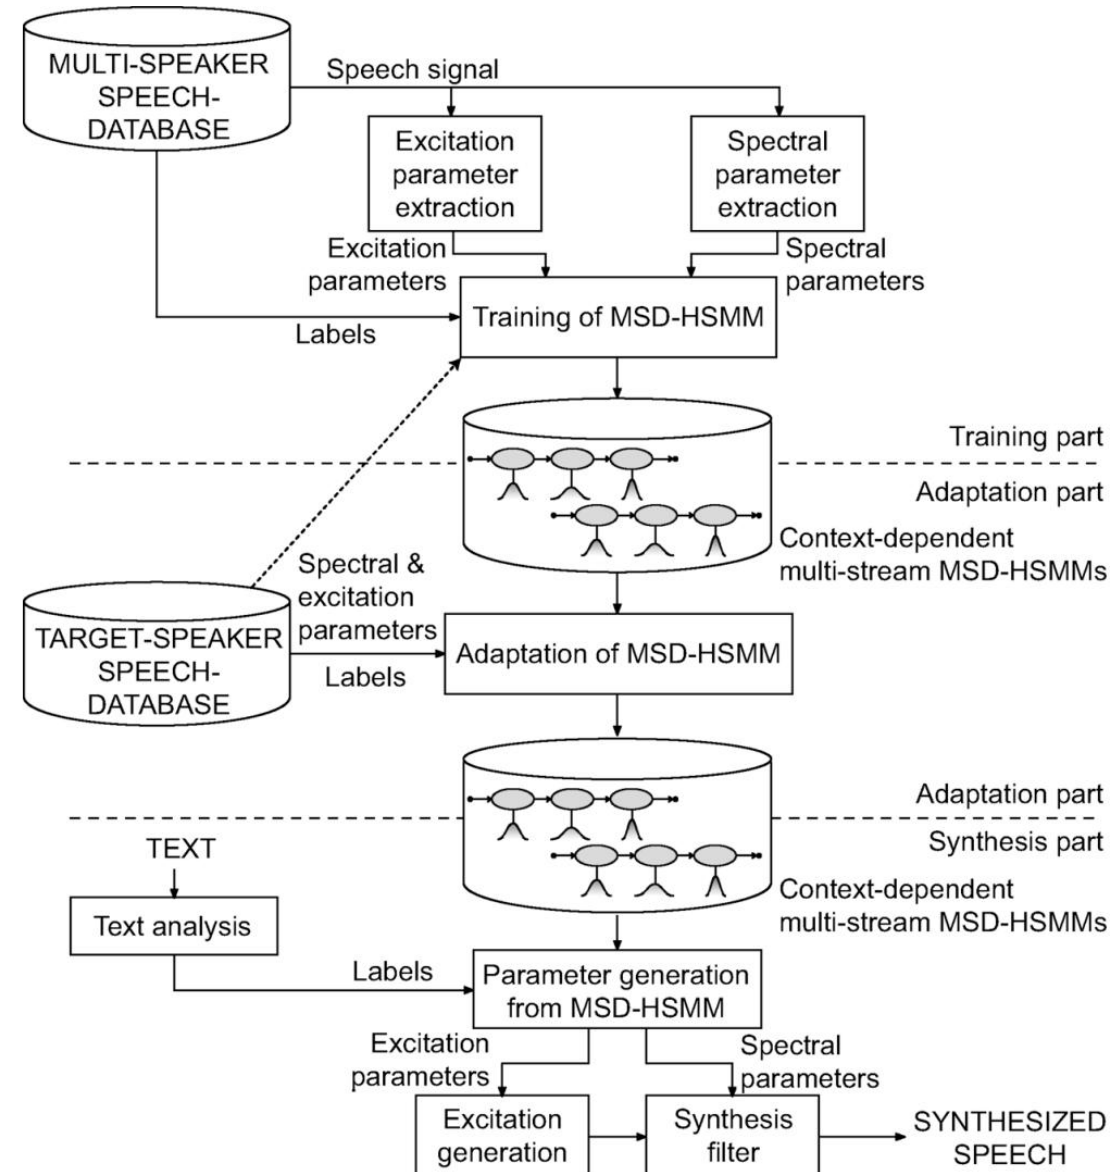 MULTI-SPEAKER
SPEECH-
DATABASE
Speech signal
Excitation
parameter
extraction
Spectral
parameter
extraction
Excitation
parameters
Spectral
parameters
Labels
Training of MSD-HSMM
Training part
Adaptation part
Context-dependent
multi-stream MSD-HSMMs
TARGET-SPEAKER
SPEECH-
DATABASE
Spectral &
excitation
parameters
Labels
Adaptation of MSD-HSMM
Adaptation part
Synthesis part
Context-dependent
multi-stream MSD-HSMMs
TEXT
Text analysis
Labels
Parameter generation
from MSD-HSMM
Excitation
parameters
Spectral
parameters
Excitation
generation
Synthesis
filter
SYNTHESIZED
SPEECH